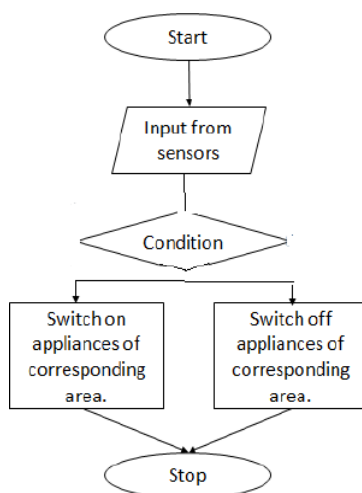 Start
Input from
sensors
Condition
Switch on
appliances of
corresponding
area.
Switch off
appliances of
corresponding
area.
Stop